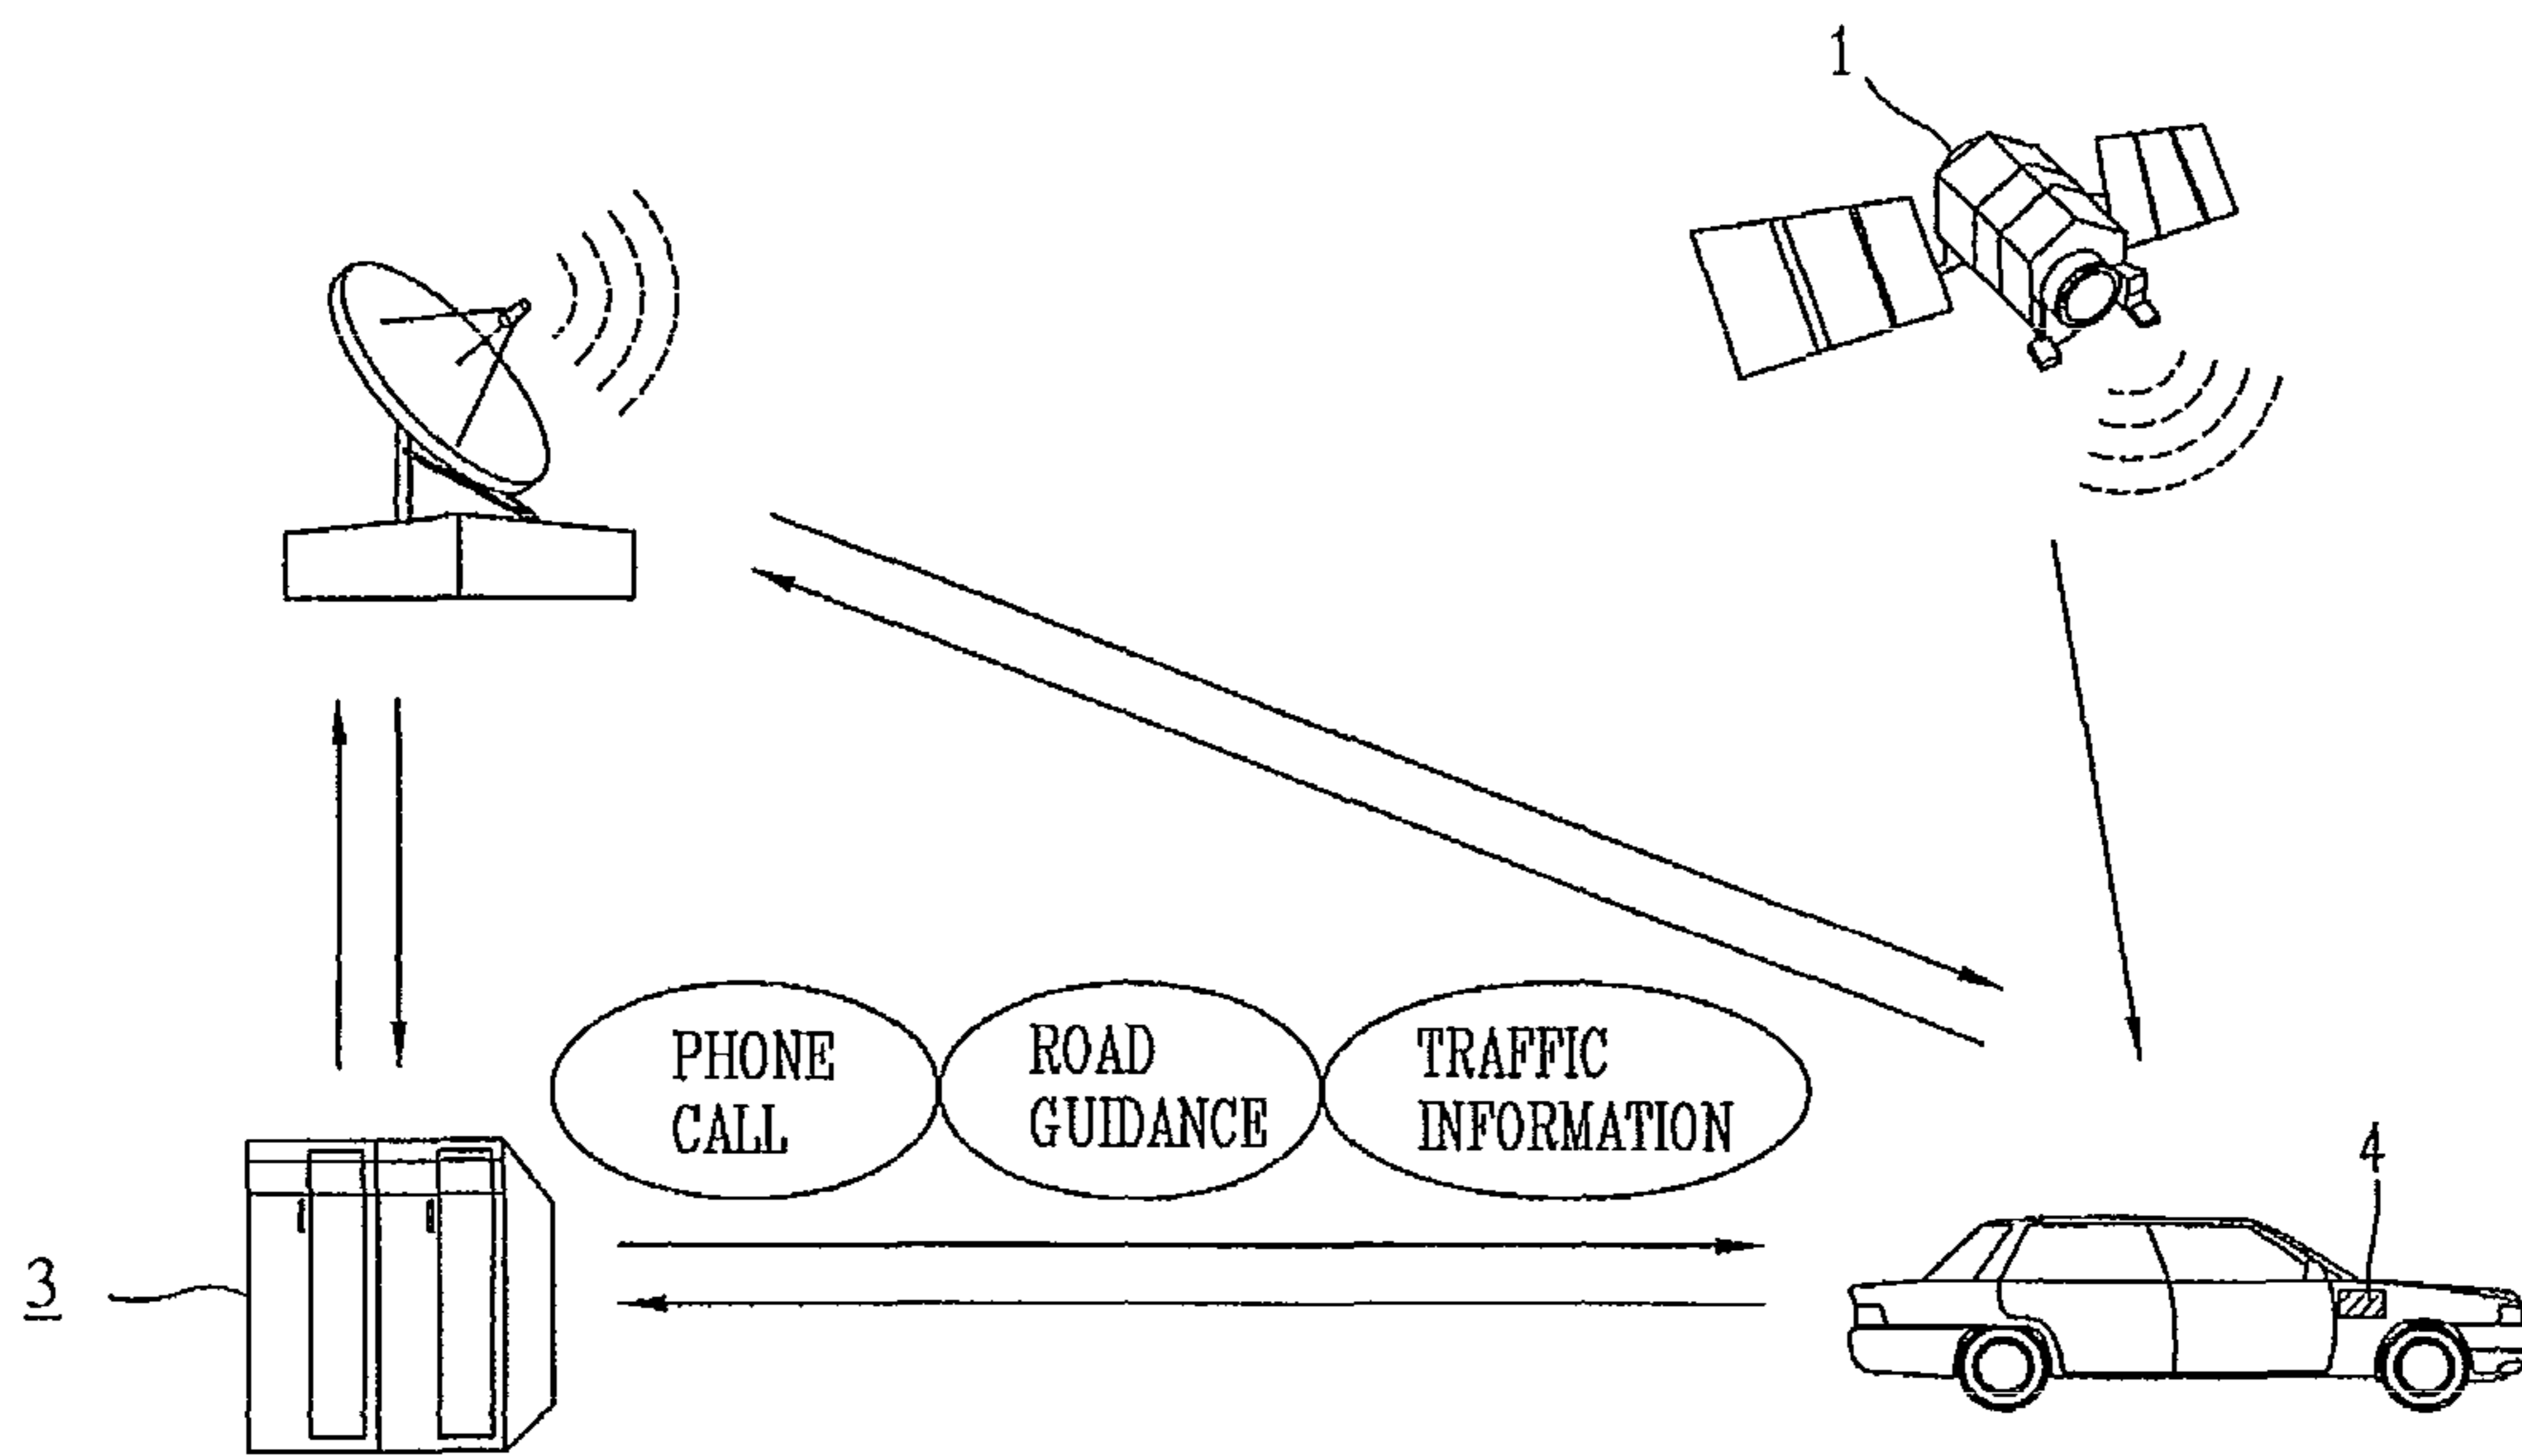 1
PHONE
CALL
ROAD
GUIDANCE
TRAFFIC
INFORMATION
4
3